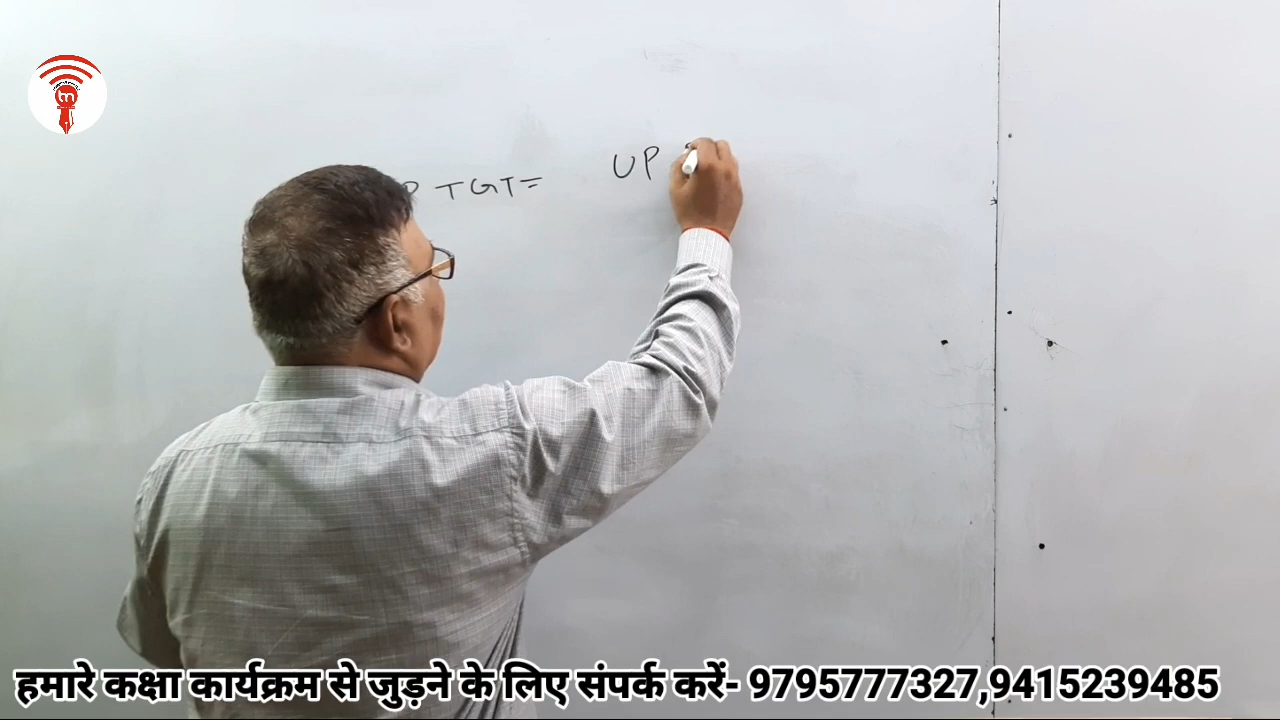 P TGT= UP
हमारे कक्षा कार्यक्रम से जुड़ने के लिए संपर्क करें- 9795777327,9415239485